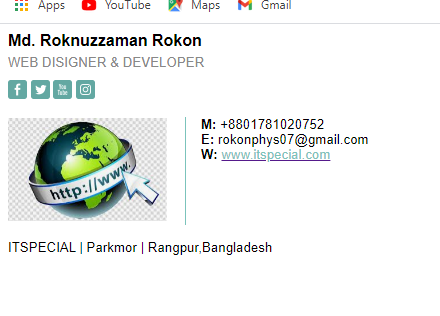 Apps YouTube Maps Gmail
Md. Roknuzzaman Rokon
WEB DISIGNER & DEVELOPER
You Tube
http://www.
M: +8801781020752
E: rokonphys07@gmail.com
W: www.itspecial.com
ITSPECIAL | Parkmor | Rangpur,Bangladesh